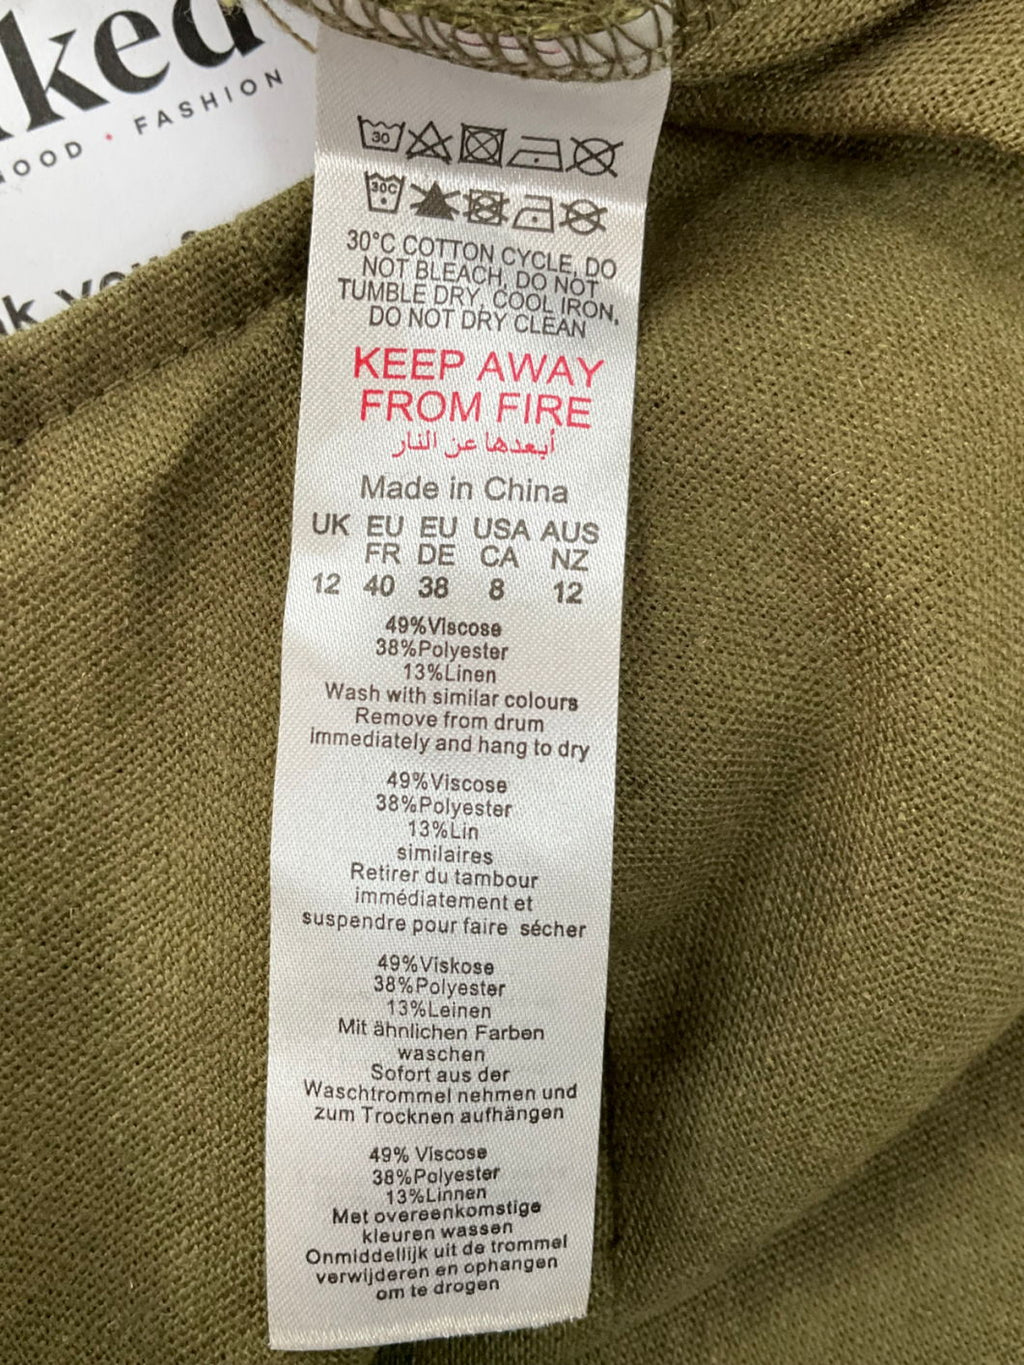 ked
OOD • FASHION
30
30C
30°C COTTON CYCLE, DO
NOT BLEACH, DO NOT
TUMBLE DRY, COOL IRON,
DO NOT DRY CLEAN
KEEP AWAY
FROM FIRE
أبعدها عن النار
Made in China
UK EU EU USA AUS
FR DE CA NZ
12 40 38 8 12
49%Viscose
38%Polyester
13%Linen
Wash with similar colours
Remove from drum
immediately and hang to dry
49%Viscose
38%Polyester
13%Lin
similaires
Retirer du tambour
immédiatement et
suspendre pour faire sécher
49%Viskose
38%Polyester
13%Leinen
Mit ähnlichen Farben
waschen
Sofort aus der
Waschtrommel nehmen und
zum Trocknen aufhängen
49% Viscose
38%Polyester
13%Linnen
Met overeenkomstige
kleuren wassen
Onmiddellijk uit de trommel
verwijderen en ophangen
om te drogen